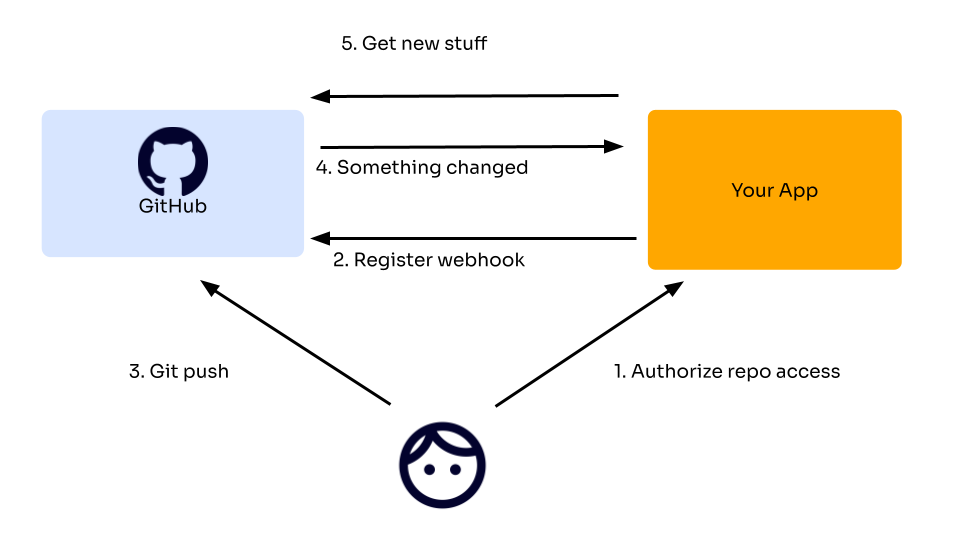 5. Get new stuff
4. Something changed
GitHub
Your App
2. Register webhook
3. Git push
1. Authorize repo access